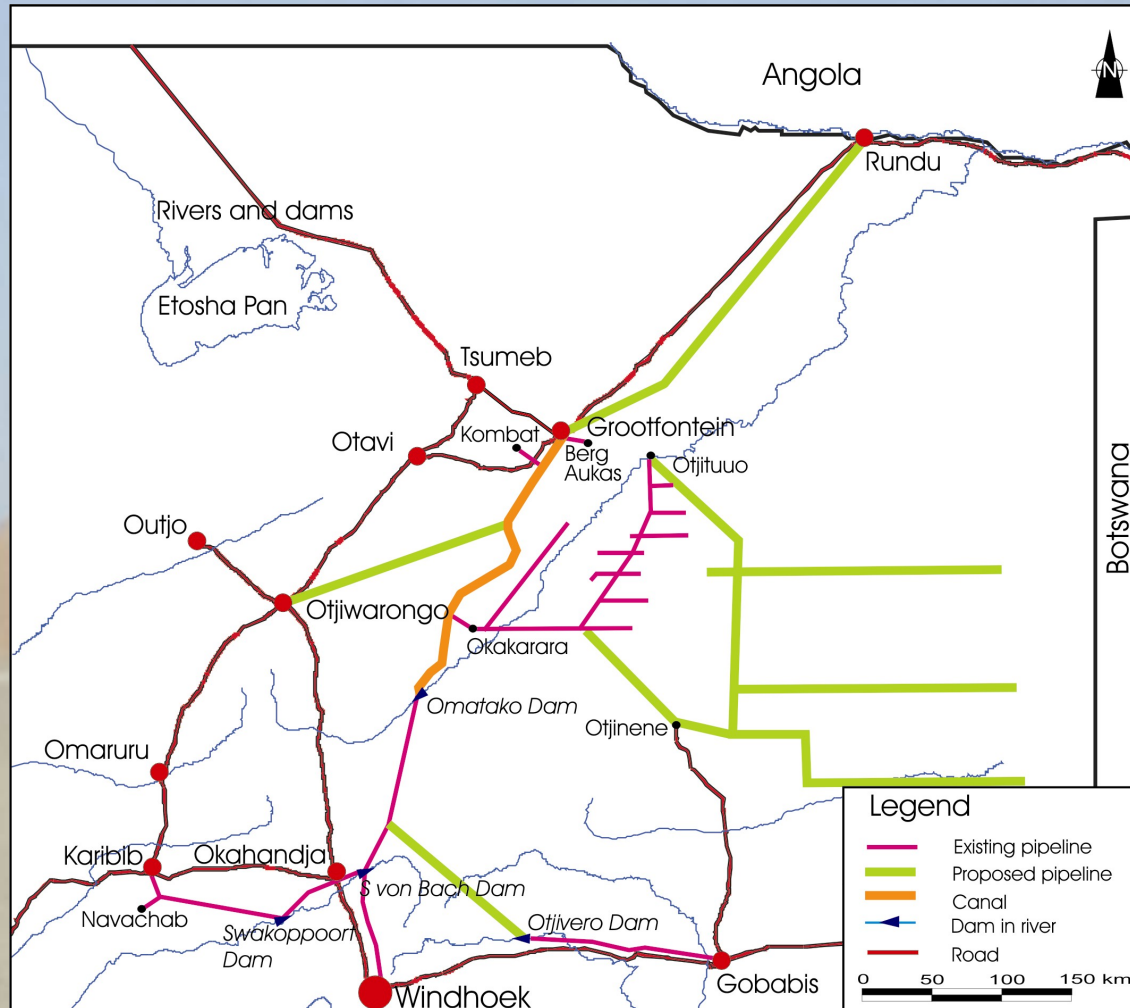 Angola
N
Rundu
Rivers and dams
Etosha Pan
Tsumeb
Grootfontein
Kombat
Otavi
Berg
Aukas
Otjituuo
Botswana
Outjo
Otjiwarongo
Okakarara
Omatako Dam
Otjinene
Omaruru
Karibib
Okahandja
S von Bach Dam
Navachab
Swakoppoort
Dam
Otjivero Dam
Gobabis
Windhoek
Legend
Existing pipeline
Proposed pipeline
Canal
Dam in river
Road
0 50 100 150 km